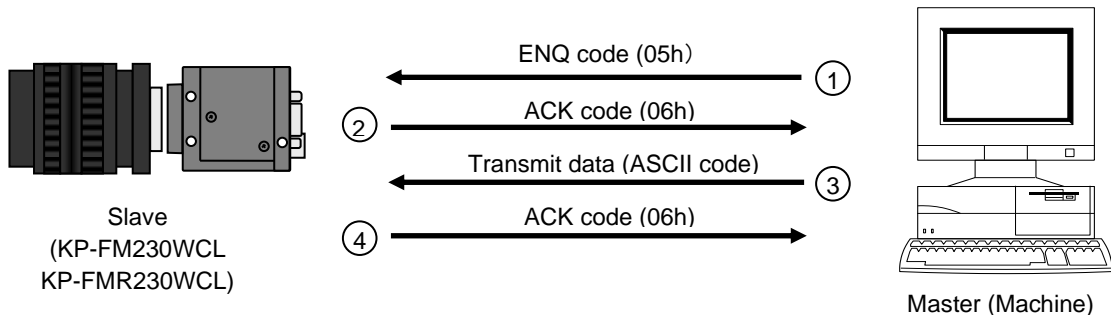 ENQ code (05h）
1
ACK code (06h)
2
Transmit data (ASCII code)
3
ACK code (06h)
4
Slave
(KP-FM230WCL
KP-FMR230WCL)
Master (Machine)